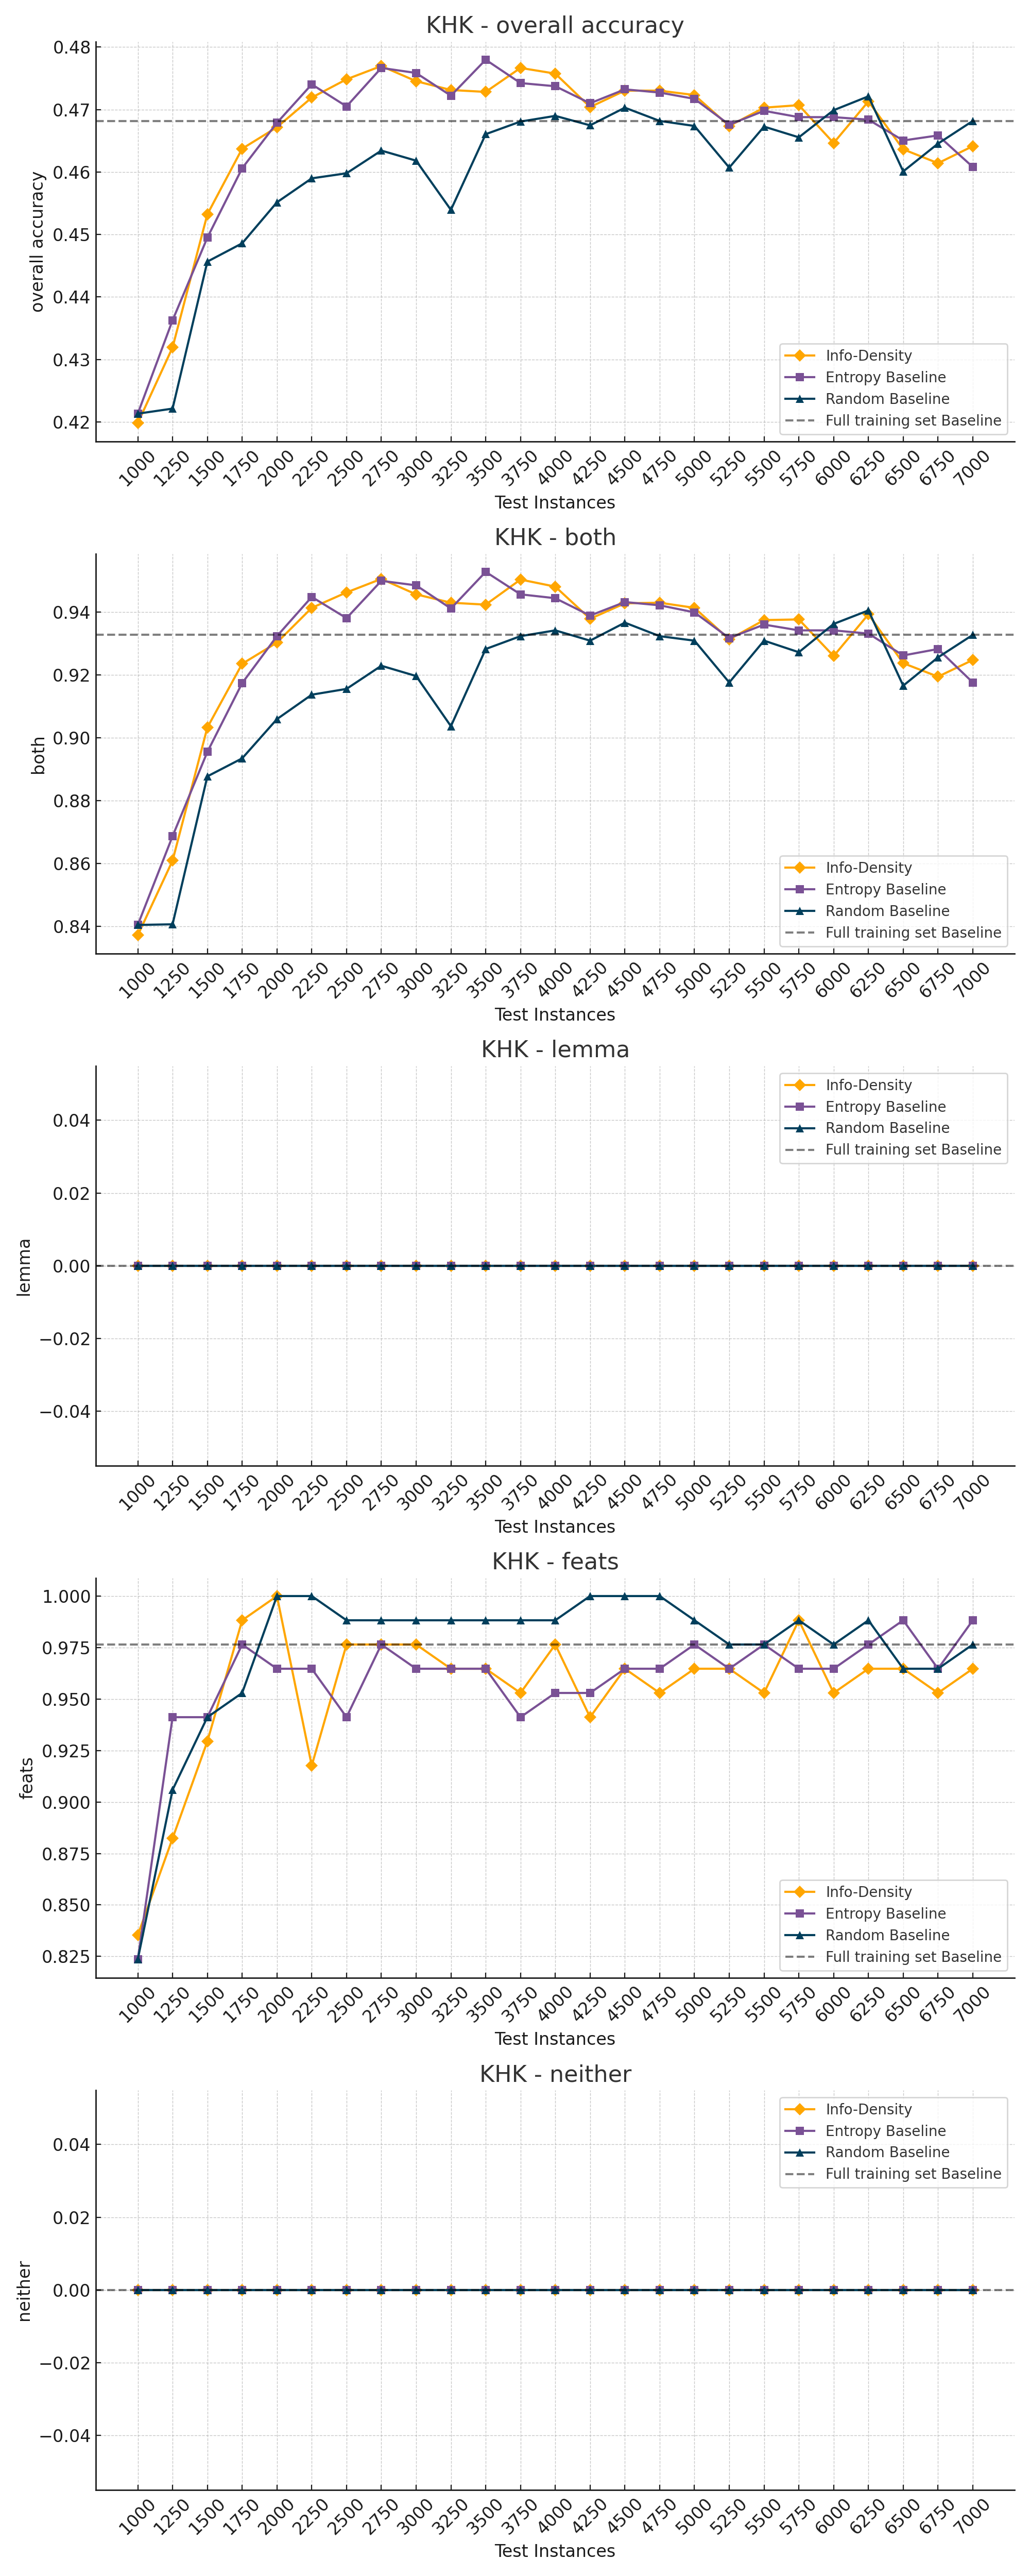 KHK - overall accuracy
overall accuracy
0.48
0.47
0.46
0.45
0.44
0.43
0.42
Info-Density
Entropy Baseline
Random Baseline
Full training set Baseline
1000 1250 1500 1750 2000 2250 2500 2750 3000 3250 3500 3750 4000 4250 4500 4750 5000 5250 5500 5750 6000 6250 6500 6750 7000
Test Instances
KHK - both
both
0.94
0.92
0.90
0.88
0.86
0.84
Info-Density
Entropy Baseline
Random Baseline
Full training set Baseline
1000 1250 1500 1750 2000 2250 2500 2750 3000 3250 3500 3750 4000 4250 4500 4750 5000 5250 5500 5750 6000 6250 6500 6750 7000
Test Instances
KHK - lemma
lemma
0.04
0.02
0.00
−0.02
−0.04
Info-Density
Entropy Baseline
Random Baseline
Full training set Baseline
1000 1250 1500 1750 2000 2250 2500 2750 3000 3250 3500 3750 4000 4250 4500 4750 5000 5250 5500 5750 6000 6250 6500 6750 7000
Test Instances
KHK - feats
feats
1.000
0.975
0.950
0.925
0.900
0.875
0.850
0.825
Info-Density
Entropy Baseline
Random Baseline
Full training set Baseline
1000 1250 1500 1750 2000 2250 2500 2750 3000 3250 3500 3750 4000 4250 4500 4750 5000 5250 5500 5750 6000 6250 6500 6750 7000
Test Instances
KHK - neither
neither
0.04
0.02
0.00
−0.02
−0.04
Info-Density
Entropy Baseline
Random Baseline
Full training set Baseline
1000 1250 1500 1750 2000 2250 2500 2750 3000 3250 3500 3750 4000 4250 4500 4750 5000 5250 5500 5750 6000 6250 6500 6750 7000
Test Instances